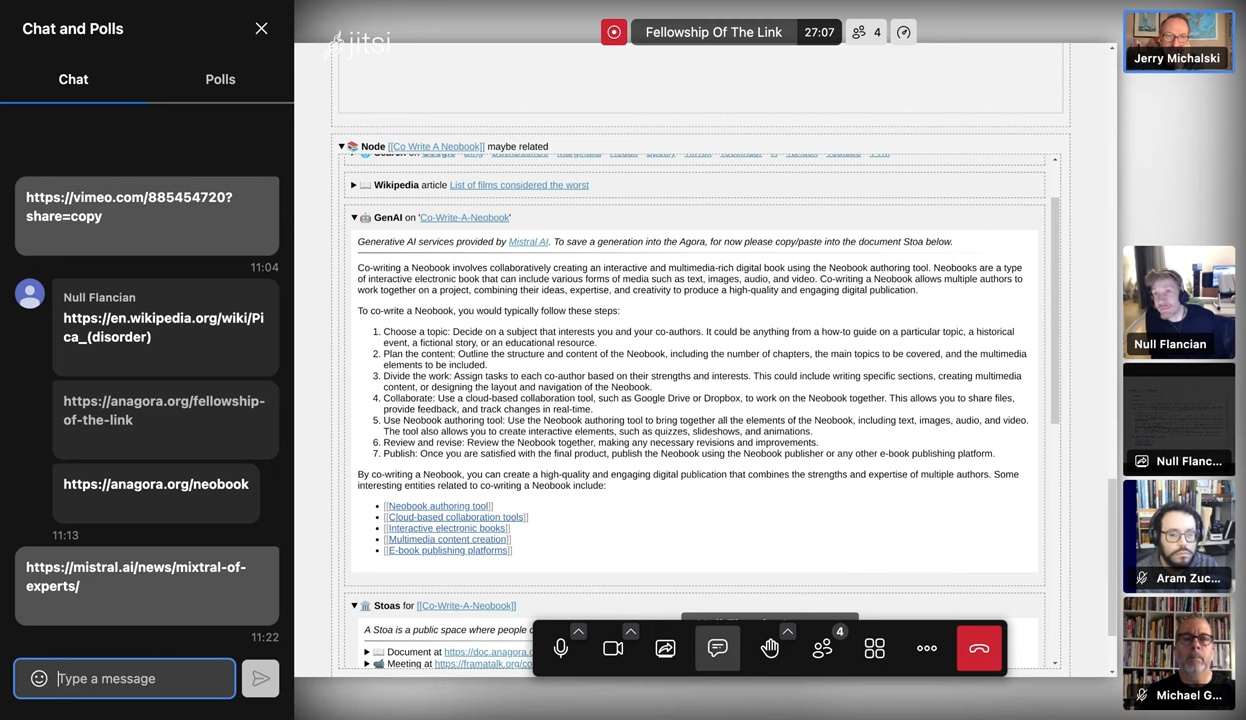 Chat and Polls
Chat
Polls
https://vimeo.com/885454720?
share=copy
11:04
Null Flancian
https://en.wikipedia.org/wiki/Pi
ca_(disorder)
https://anagora.org/fellowship-
of-the-link
https://anagora.org/neobook
11:13
https://mistral.ai/news/mixtral-of-
experts/
11:22
Type a message
jitsi
Fellowship Of The Link
27:07
4
Node [[Co Write A Neobook]] maybe related
Wikipedia article List of films considered the worst
GenAI on 'Co-Write-A-Neobook'
Generative AI services provided by Mistral AI. To save a generation into the Agora, for now please copy/paste into the document Stoa below.
Co-writing a Neobook involves collaboratively creating an interactive and multimedia-rich digital book using the Neobook authoring tool. Neobooks are a type
of interactive electronic book that can include various forms of media such as text, images, audio, and video. Co-writing a Neobook allows multiple authors to
work together on a project, combining their ideas, expertise, and creativity to produce a high-quality and engaging digital publication.
To co-write a Neobook, you would typically follow these steps:
1. Choose a topic: Decide on a subject that interests you and your co-authors. It could be anything from a how-to guide on a particular topic, a historical
event, a fictional story, or an educational resource.
2. Plan the content: Outline the structure and content of the Neobook, including the number of chapters, the main topics to be covered, and the multimedia
elements to be included.
3. Divide the work: Assign tasks to each co-author based on their strengths and interests. This could include writing specific sections, creating multimedia
content, or designing the layout and navigation of the Neobook.
4. Collaborate: Use a cloud-based collaboration tool, such as Google Drive or Dropbox, to work on the Neobook together. This allows you to share files,
provide feedback, and track changes in real-time.
5. Use Neobook authoring tool: Use the Neobook authoring tool to bring together all the elements of the Neobook, including text, images, audio, and video.
The tool also allows you to create interactive elements, such as quizzes, slideshows, and animations.
6. Review and revise: Review the Neobook together, making any necessary revisions and improvements.
7. Publish: Once you are satisfied with the final product, publish the Neobook using the Neobook publisher or any other e-book publishing platform.
By co-writing a Neobook, you can create a high-quality and engaging digital publication that combines the strengths and expertise of multiple authors. Some
interesting entities related to co-writing a Neobook include:
[[Neobook authoring tool]]
[[Cloud-based collaboration tools]]
[[Interactive electronic books]]
[[Multimedia content creation]]
[[E-book publishing platforms]]
Stoas for [[Co-Write-A-Neobook]]
A Stoa is a public space where people c
Document at https://doc.anagora.o
Meeting at https://framatalk.org/co
4
Jerry Michalski
Null Flancian
Null Flanc...
Aram Zuc...
Michael G...